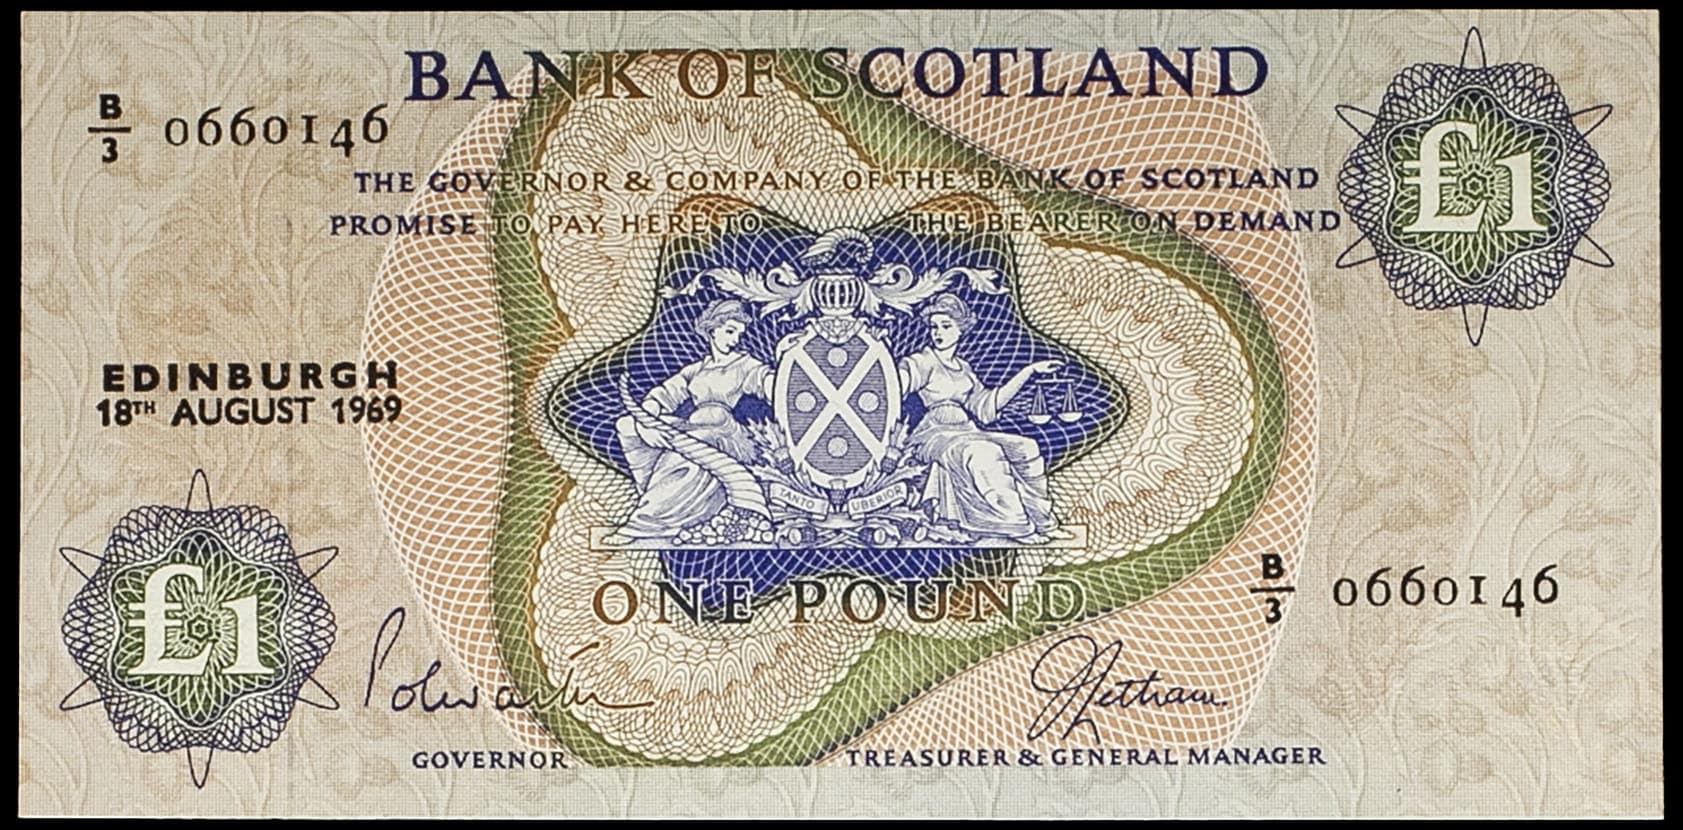 BANK OF SCOTLAND
B/3 0660146
£1
THE GOVERNOR & COMPANY OF THE BANK OF SCOTLAND
PROMISE TO PAY HERE TO THE BEARER ON DEMAND
EDINBURGH
18TH AUGUST 1969
TANTO UBERIOR
ONE POUND
B/3 0660146
£1
Polwarth
GOVERNOR
TREASURER & GENERAL MANAGER